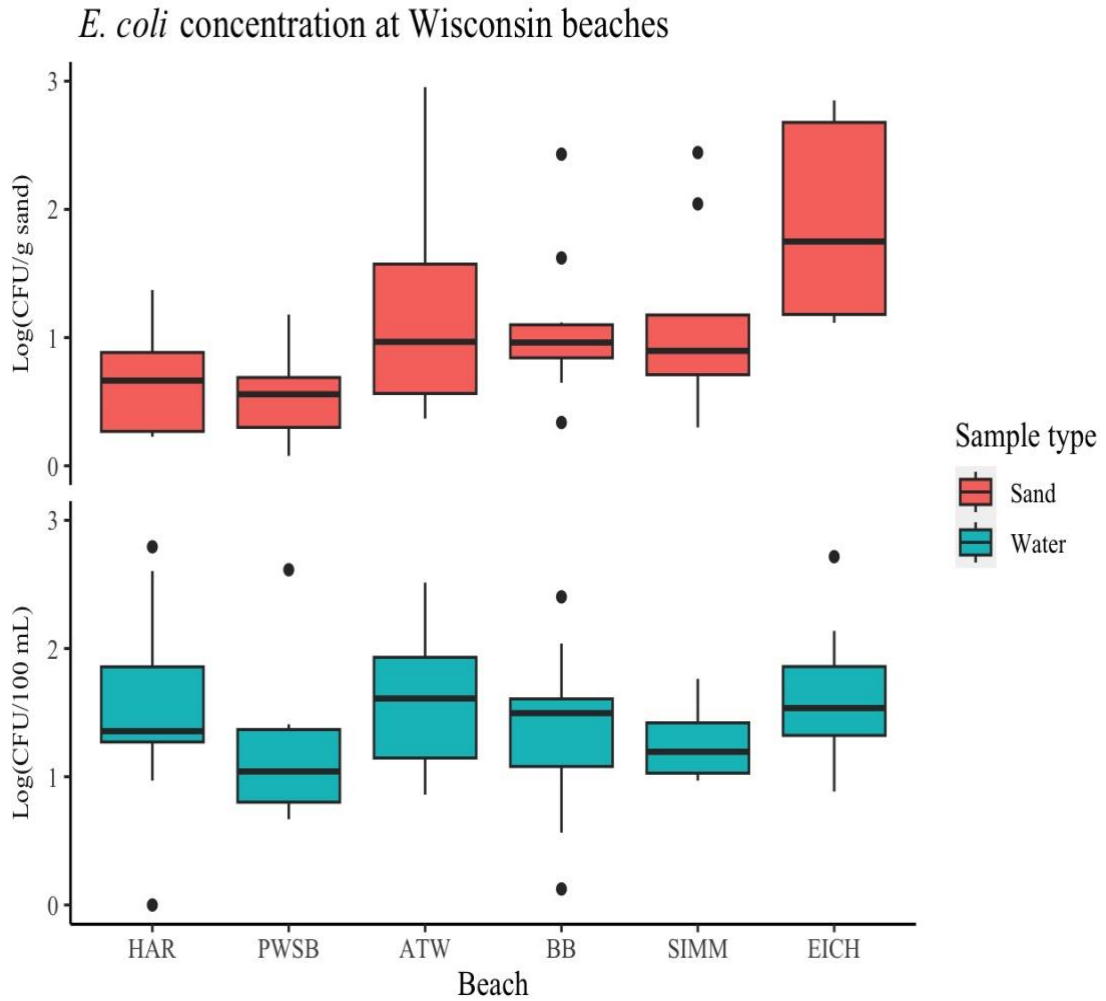 E. coli concentration at Wisconsin beaches
Log(CFU/g sand)
3
2
1
0
Log(CFU/100 mL)
3
2
1
0
HAR PWSB ATW BB SIMM EICH
Beach
Sample type
Sand
Water